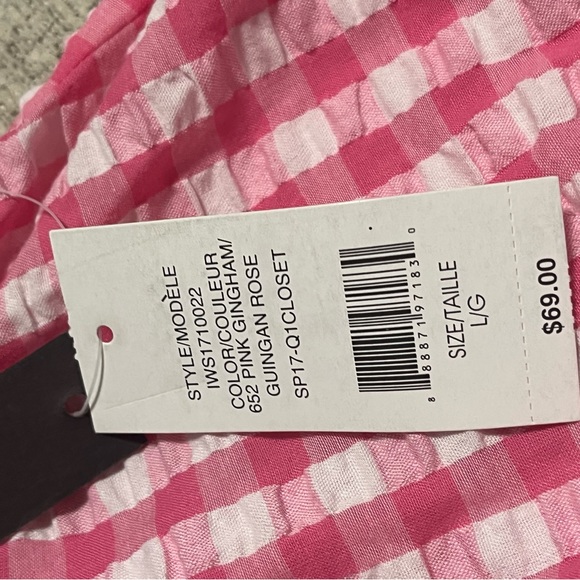 STYLE/MODÈLE
IWS1710022
COLOR/COULEUR
652 PINK GINGHAM/
GUINGAN ROSE
SP17-Q1CLOSET
8 88871 97183 0
SIZE/TAILLE
L/G
$69.00